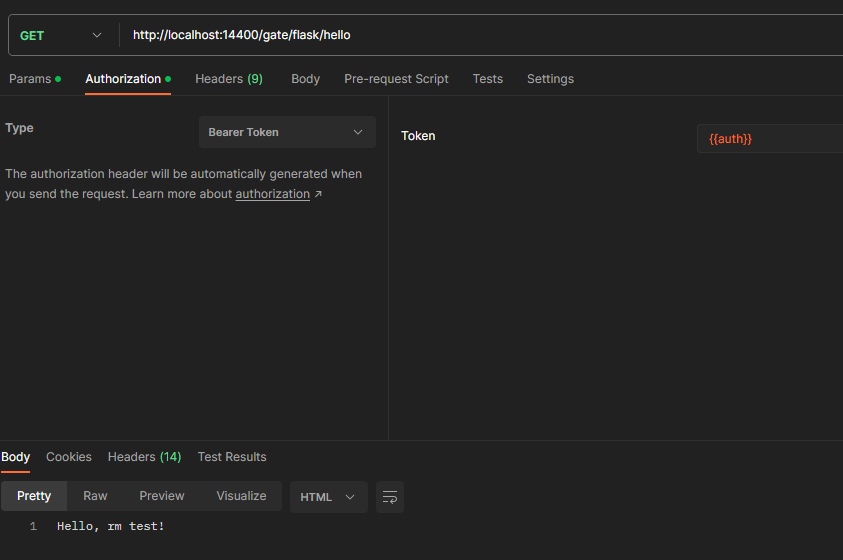 GET http://localhost:14400/gate/flask/hello
Params Authorization Headers (9) Body Pre-request Script Tests Settings
Type Bearer Token
Token {{auth}}
The authorization header will be automatically generated when
you send the request. Learn more about authorization ↗
Body Cookies Headers (14) Test Results
Pretty Raw Preview Visualize HTML
1 Hello, rm test!